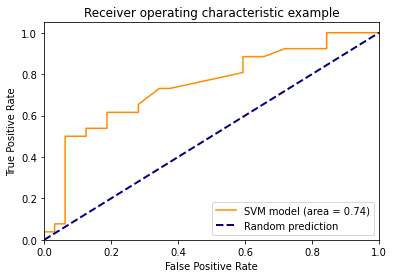 Receiver operating characteristic example
True Positive Rate
1.0
0.8
0.6
0.4
0.2
0.0
SVM model (area = 0.74)
Random prediction
0.0 0.2 0.4 0.6 0.8 1.0
False Positive Rate